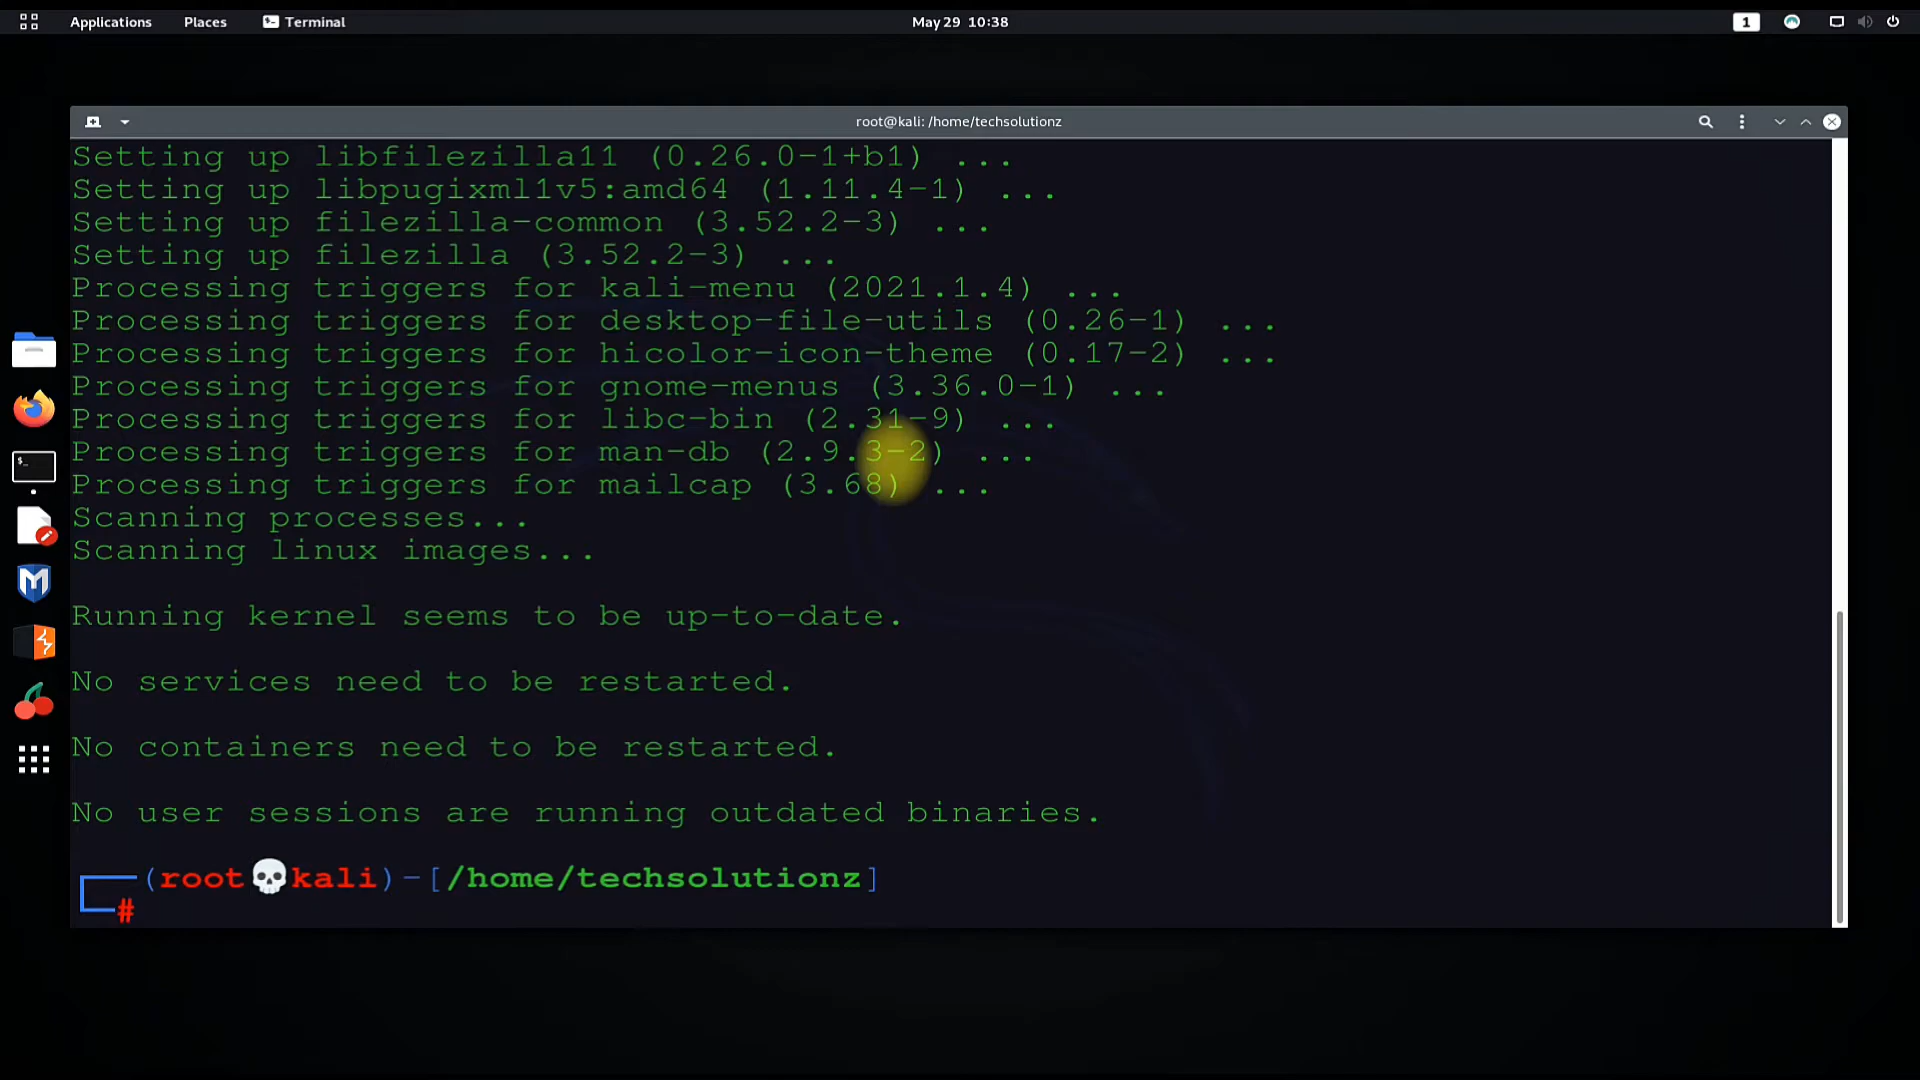 Applications Places Terminal May 29 10:38 1
root@kali: /home/techsolutionz
Setting up libfilezilla11 (0.26.0-1+b1) ...
Setting up libpugixml1v5:amd64 (1.11.4-1) ...
Setting up filezilla-common (3.52.2-3) ...
Setting up filezilla (3.52.2-3) ...
Processing triggers for kali-menu (2021.1.4) ...
Processing triggers for desktop-file-utils (0.26-1) ...
Processing triggers for hicolor-icon-theme (0.17-2) ...
Processing triggers for gnome-menus (3.36.0-1) ...
Processing triggers for libc-bin (2.31-9) ...
Processing triggers for man-db (2.9.3-2) ...
Processing triggers for mailcap (3.68) ...
Scanning processes...
Scanning linux images...
Running kernel seems to be up-to-date.
No services need to be restarted.
No containers need to be restarted.
No user sessions are running outdated binaries.
┌──(root💀kali)-[/home/techsolutionz]
└─#